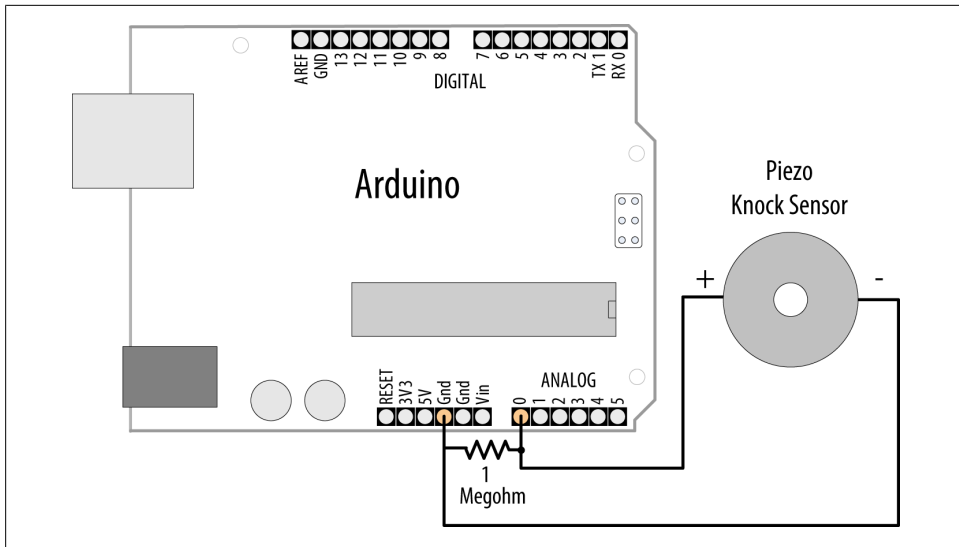 AREF
GND
13
12
11
10
9
8
7
6
5
4
3
2
TX 1
RX 0
DIGITAL
Arduino
Piezo
Knock Sensor
+
-
ANALOG
RESET
3V3
5V
Gnd
Gnd
Vin
0
1
2
3
4
5
1
Megohm